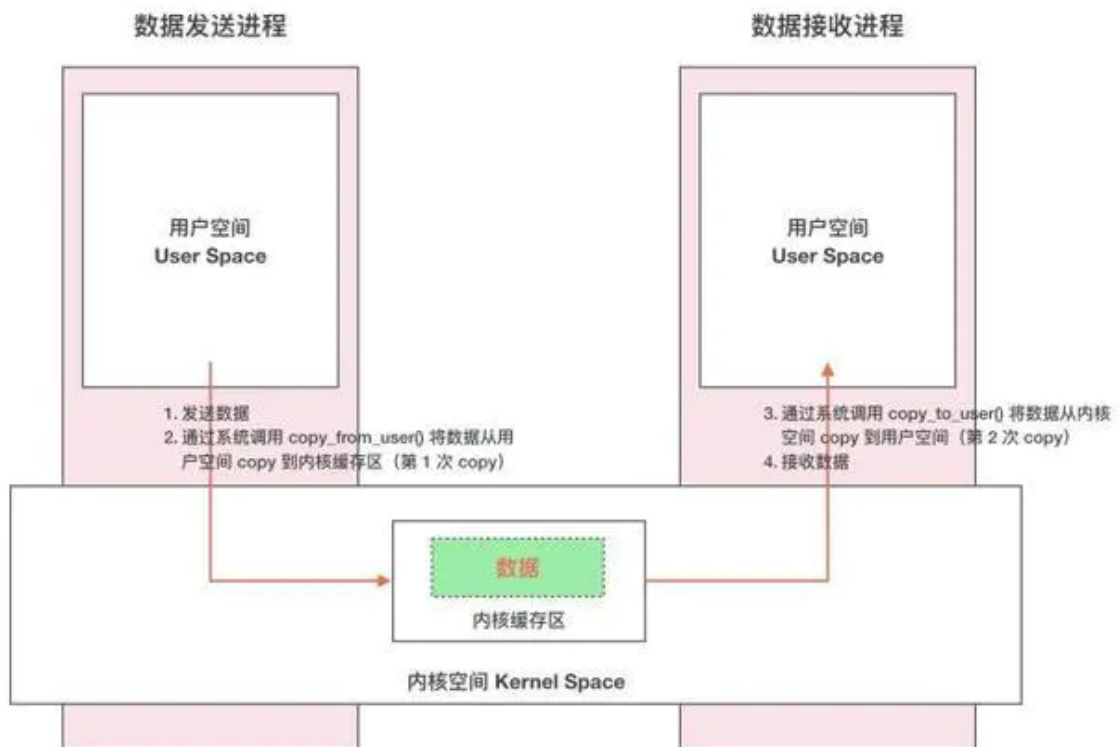 数据发送进程
数据接收进程
用户空间
User Space
用户空间
User Space
1. 发送数据
2. 通过系统调用 copy_from_user() 将数据从用
户空间 copy 到内核缓存区（第 1 次 copy）
3. 通过系统调用 copy_to_user() 将数据从内核
空间 copy 到用户空间（第 2 次 copy）
4. 接收数据
数据
内核缓存区
内核空间 Kernel Space